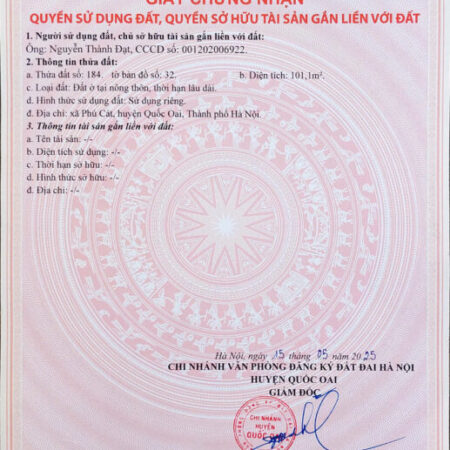 GIẤY CHỨNG NHẬN
QUYỀN SỬ DỤNG ĐẤT, QUYỀN SỞ HỮU TÀI SẢN GẮN LIỀN VỚI ĐẤT
1. Người sử dụng đất, chủ sở hữu tài sản gắn liền với đất:
Ông: Nguyễn Thành Đạt, CCCD số: 001202006922.
2. Thông tin thửa đất:
a. Thửa đất số: 184. tờ bản đồ số: 32. b. Diện tích: 101,1m².
c. Loại đất: Đất ở tại nông thôn, thời hạn lâu dài.
d. Hình thức sử dụng đất: Sử dụng riêng.
đ. Địa chỉ: xã Phú Cát, huyện Quốc Oai, Thành phố Hà Nội.
3. Thông tin tài sản gắn liền với đất:
a. Tên tài sản: -/-
b. Diện tích sử dụng: -/-
c. Thời hạn sở hữu: -/-
d. Hình thức sở hữu: -/-
đ. Địa chỉ: -/-
Hà Nội, ngày 15 tháng 05 năm 2025
CHI NHÁNH VĂN PHÒNG ĐĂNG KÝ ĐẤT ĐAI HÀ NỘI
HUYỆN QUỐC OAI
GIÁM ĐỐC
CHI NHÁNH
HUYỆN
QUỐC OAI